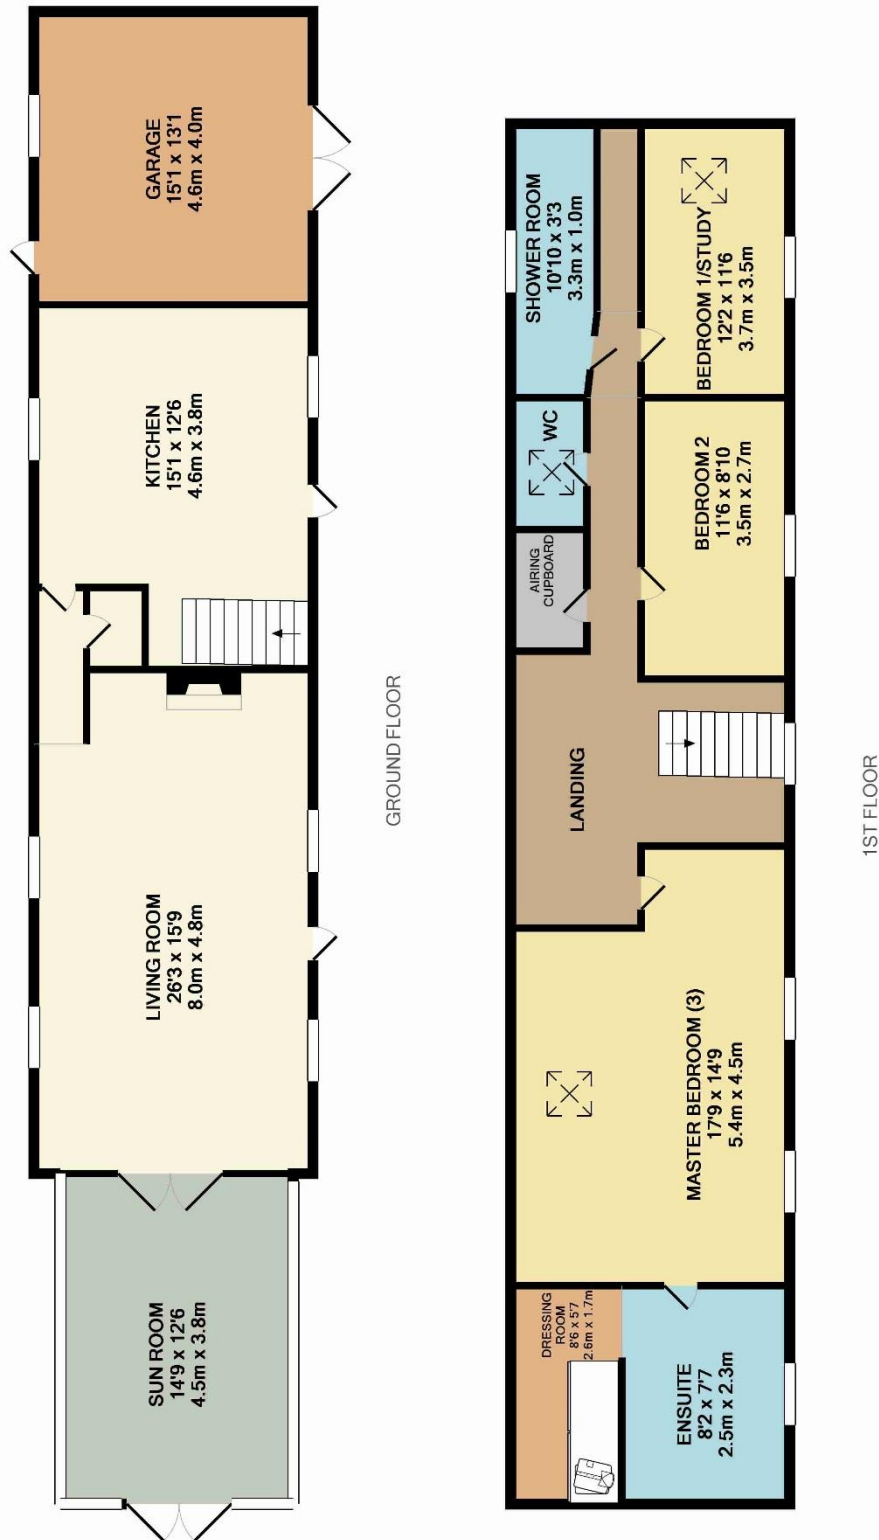 GARAGE
15'1 x 13'1
4.6m x 4.0m
KITCHEN
15'1 x 12'6
4.6m x 3.8m
LIVING ROOM
26'3 x 15'9
8.0m x 4.8m
SUN ROOM
14'9 x 12'6
4.5m x 3.8m
GROUND FLOOR
SHOWER ROOM
10'10 x 3'3
3.3m x 1.0m
BEDROOM 1/STUDY
12'2 x 11'6
3.7m x 3.5m
WC
BEDROOM 2
11'6 x 8'10
3.5m x 2.7m
AIRING
CUPBOARD
LANDING
MASTER BEDROOM (3)
17'9 x 14'9
5.4m x 4.5m
DRESSING
ROOM
8'6 x 5'7
2.6m x 1.7m
ENSUITE
8'2 x 7'7
2.5m x 2.3m
1ST FLOOR